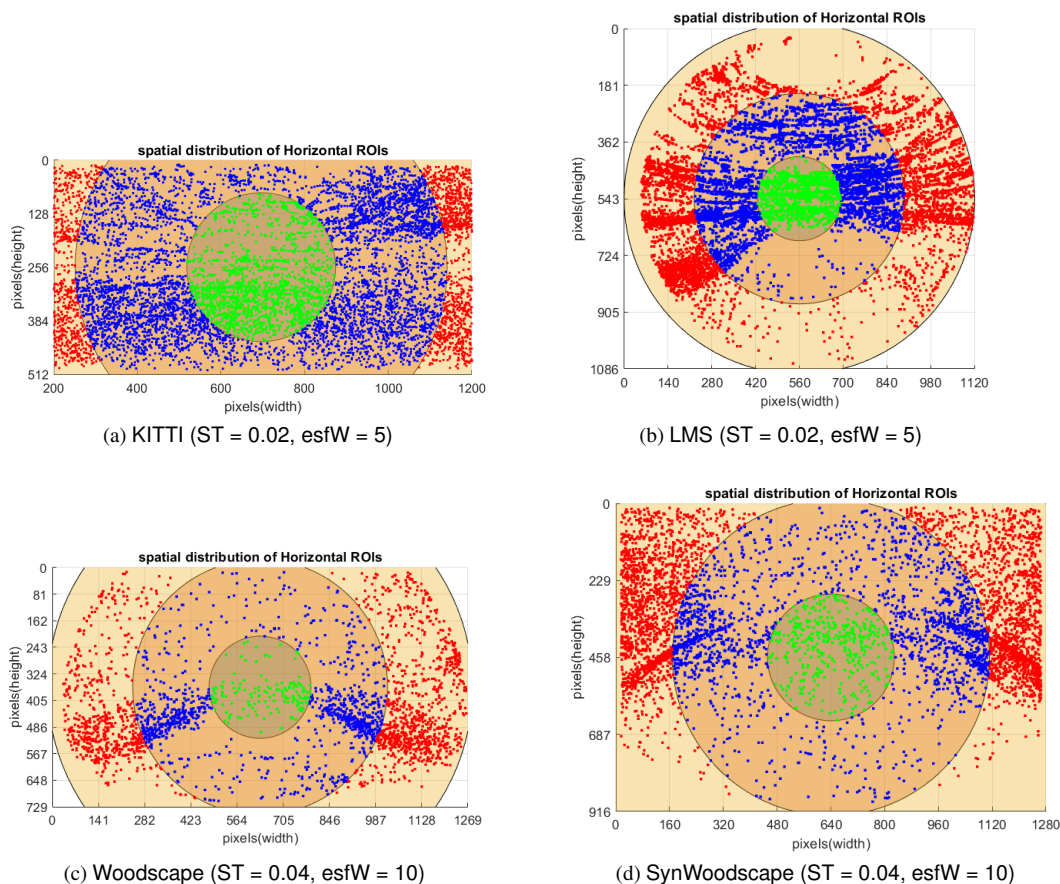 spatial distribution of Horizontal ROIs
0
128
256
384
512
pixels(height)
200 400 600 800 1000 1200
pixels(width)
(a) KITTI (ST = 0.02, esfW = 5)
spatial distribution of Horizontal ROIs
0
181
362
543
724
905
1086
pixels(height)
0 140 280 420 560 700 840 980 1120
pixels(width)
(b) LMS (ST = 0.02, esfW = 5)
spatial distribution of Horizontal ROIs
0
81
162
243
324
405
486
567
648
729
pixels(height)
0 141 282 423 564 705 846 987 1128 1269
pixels(width)
(c) Woodscape (ST = 0.04, esfW = 10)
spatial distribution of Horizontal ROIs
0
229
458
687
916
pixels(height)
0 160 320 480 640 800 960 1120 1280
pixels(width)
(d) SynWoodscape (ST = 0.04, esfW = 10)